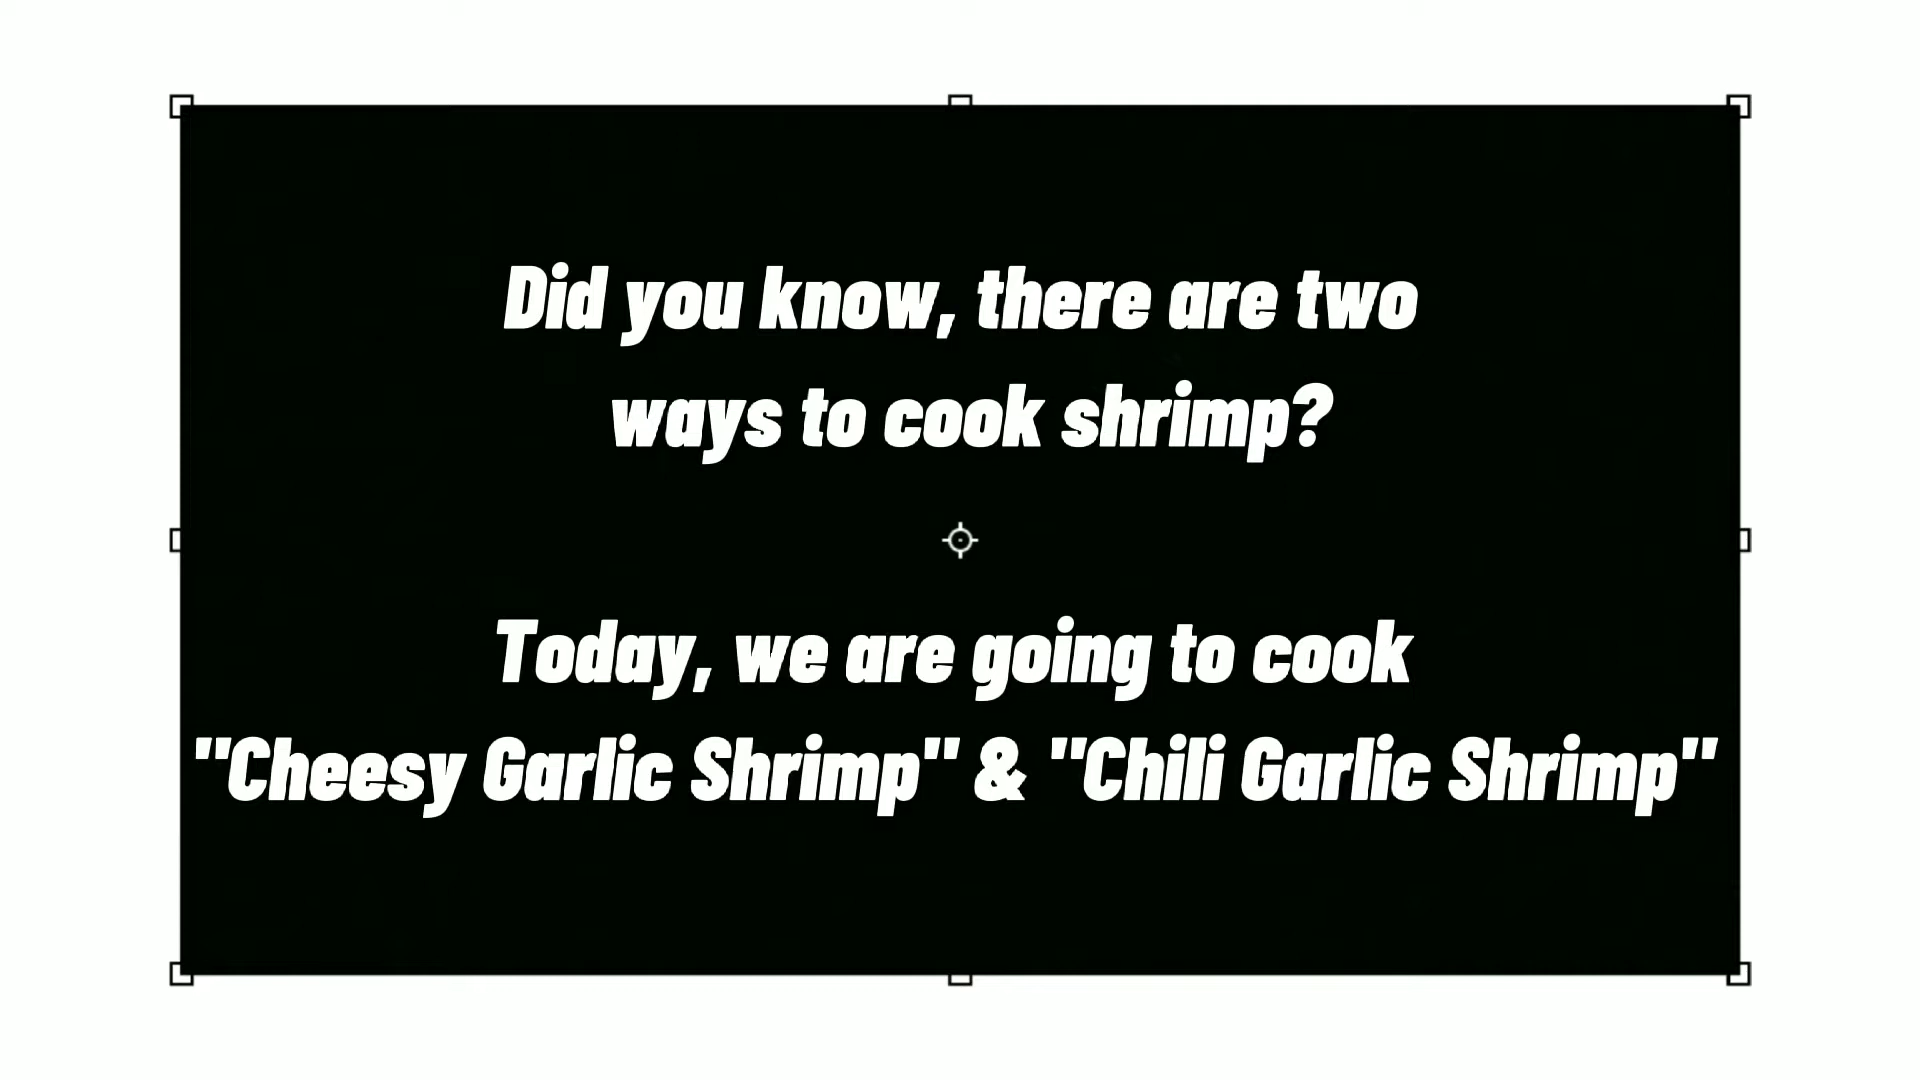 Did you know, there are two
ways to cook shrimp?
Today, we are going to cook
"Cheesy Garlic Shrimp" & "Chili Garlic Shrimp"